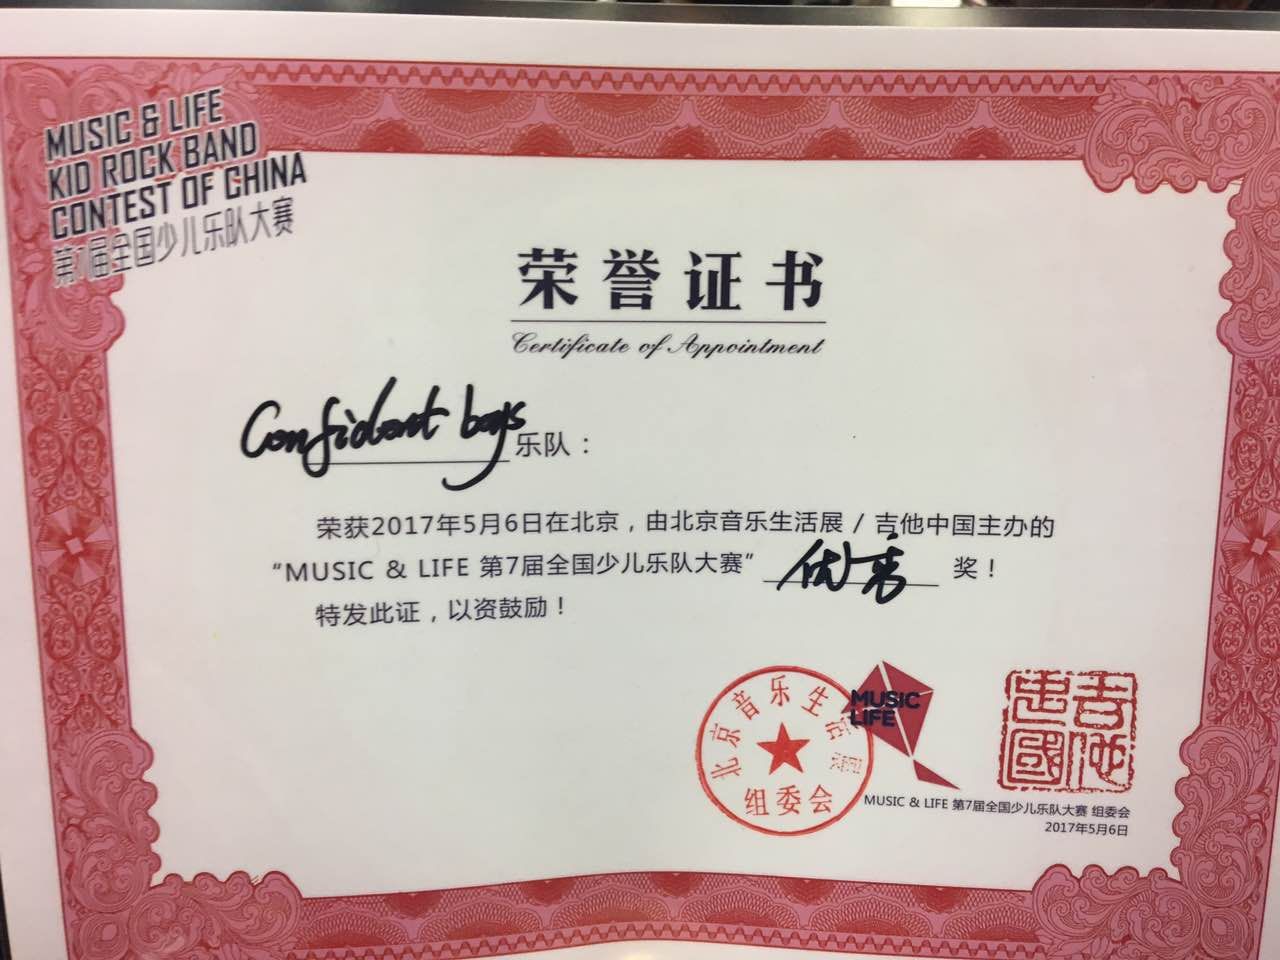 MUSIC & LIFE
KID ROCK BAND
CONTEST OF CHINA
第7届全国少儿乐队大赛
荣誉证书
Certificate of Appointment
Confident boys 乐队：
荣获2017年5月6日在北京，由北京音乐生活展 / 吉他中国主办的
“MUSIC & LIFE 第7届全国少儿乐队大赛” 优秀 奖！
特发此证，以资鼓励！
北京音乐生活展
组委会
MUSIC
LIFE
吉他中國
MUSIC & LIFE 第7届全国少儿乐队大赛 组委会
2017年5月6日